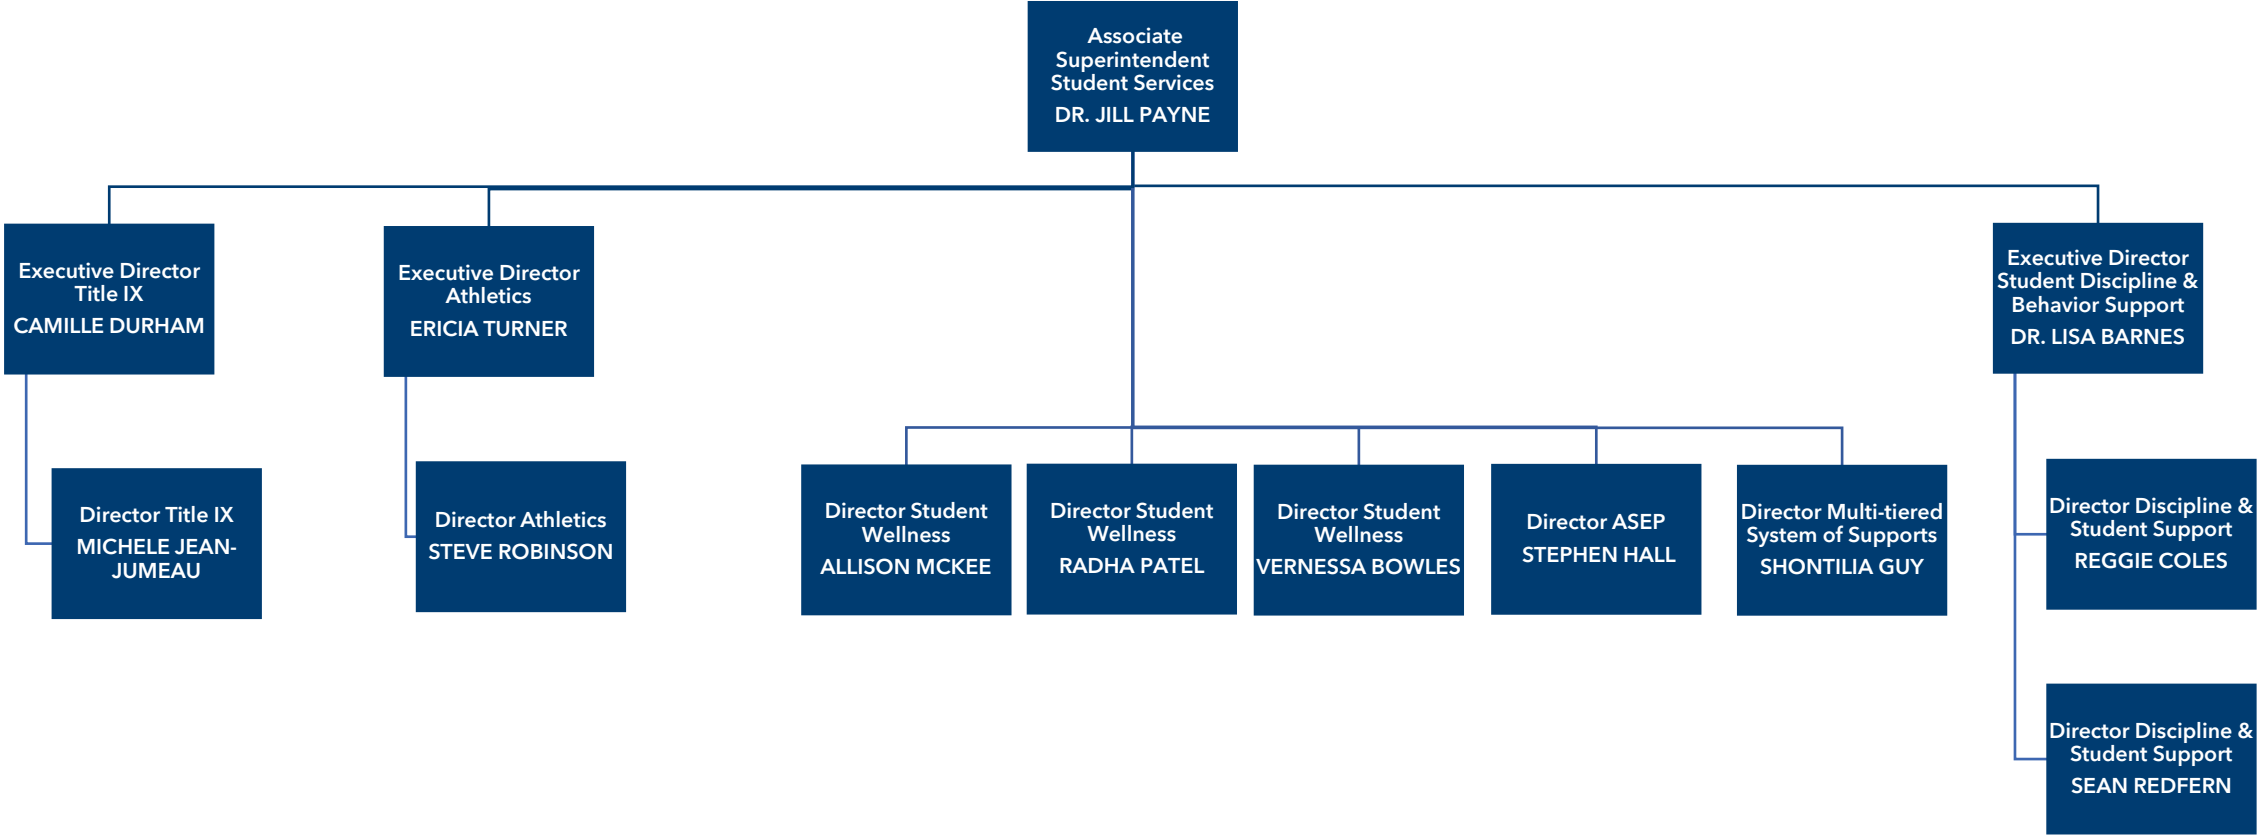 Associate
Superintendent
Student Services
DR. JILL PAYNE
Executive Director
Title IX
CAMILLE DURHAM
Executive Director
Athletics
ERICIA TURNER
Executive Director
Student Discipline &
Behavior Support
DR. LISA BARNES
Director Title IX
MICHELE JEAN-
JUMEAU
Director Athletics
STEVE ROBINSON
Director Student
Wellness
ALLISON MCKEE
Director Student
Wellness
RADHA PATEL
Director Student
Wellness
VERNESSA BOWLES
Director ASEP
STEPHEN HALL
Director Multi-tiered
System of Supports
SHONTILIA GUY
Director Discipline &
Student Support
REGGIE COLES
Director Discipline &
Student Support
SEAN REDFERN